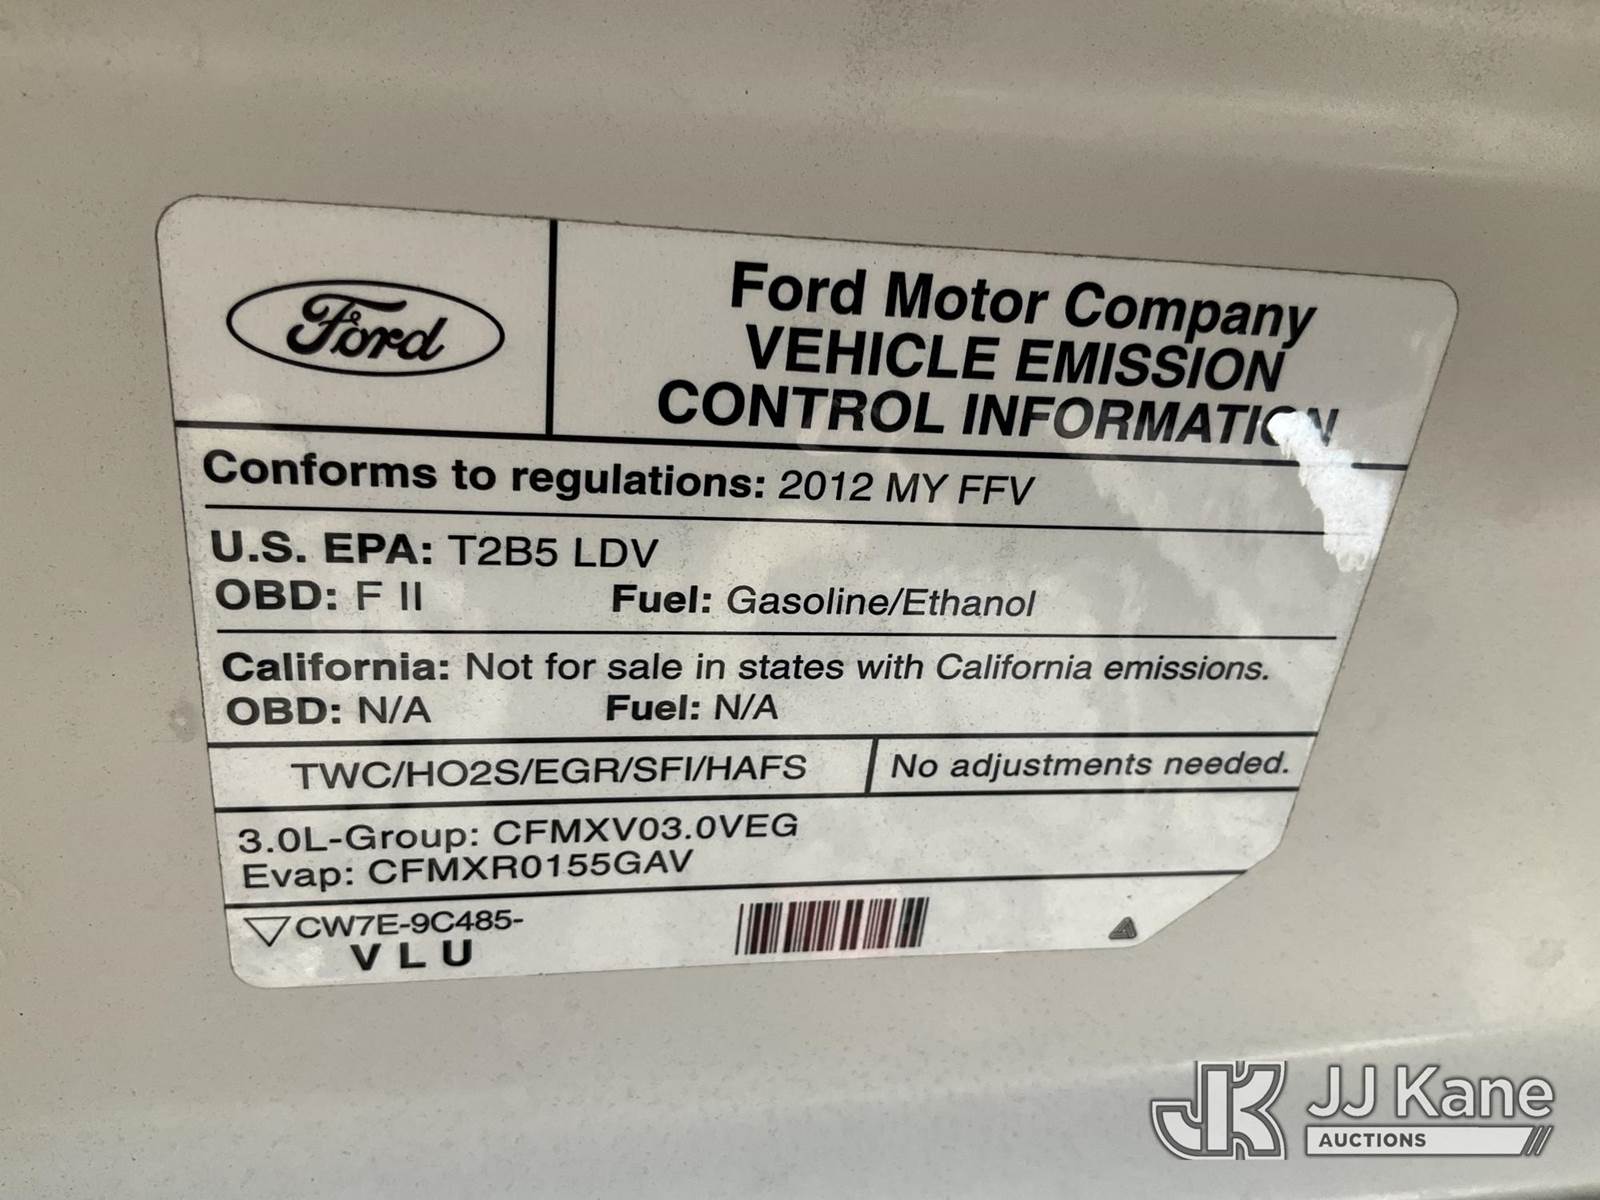 Ford
Ford Motor Company
VEHICLE EMISSION
CONTROL INFORMATION
Conforms to regulations: 2012 MY FFV
U.S. EPA: T2B5 LDV
OBD: F II Fuel: Gasoline/Ethanol
California: Not for sale in states with California emissions.
OBD: N/A Fuel: N/A
TWC/HO2S/EGR/SFI/HAFS No adjustments needed.
3.0L-Group: CFMXV03.0VEG
Evap: CFMXR0155GAV
CW7E-9C485-
V L U
JK JJ Kane
AUCTIONS